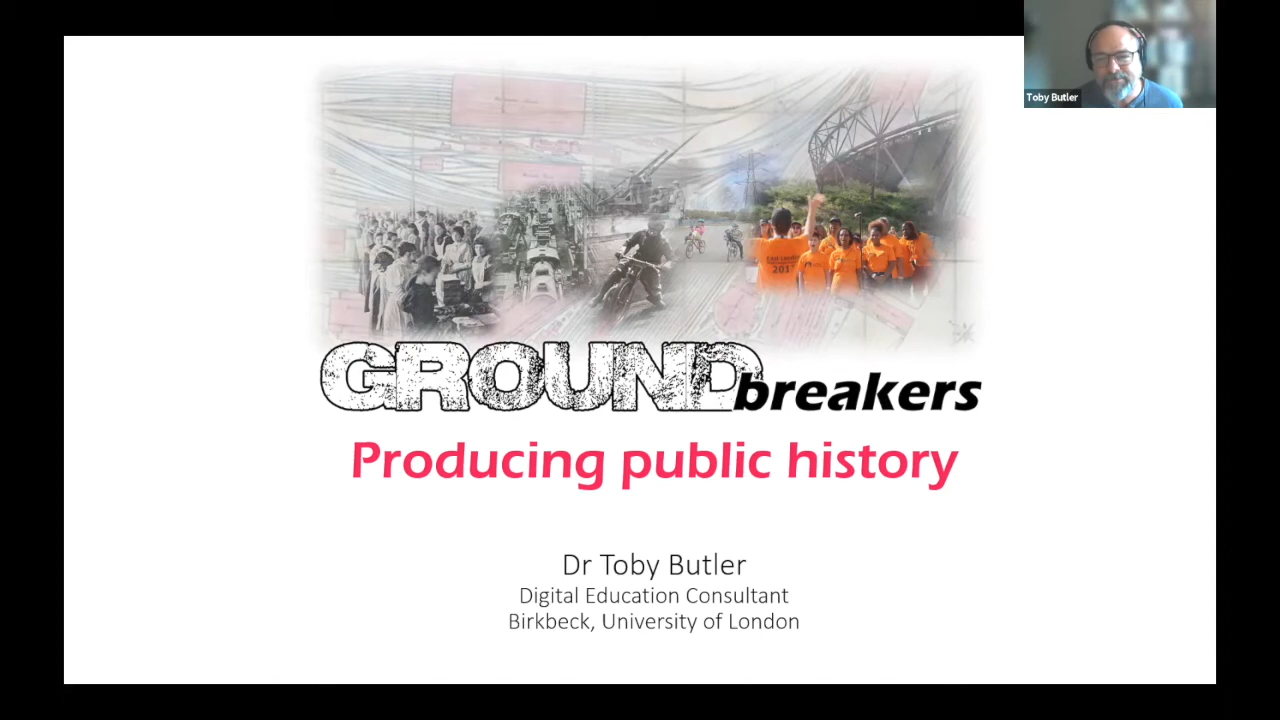 Toby Butler
GROUNDbreakers
Producing public history
Dr Toby Butler
Digital Education Consultant
Birkbeck, University of London